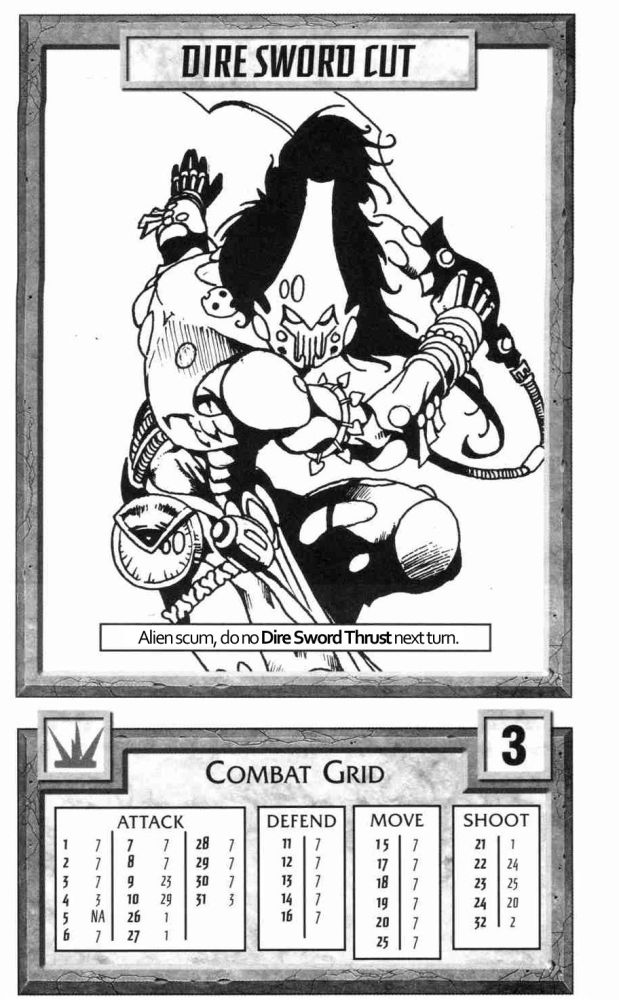 DIRE SWORD CUT
Alien scum, do no Dire Sword Thrust next turn.
3
COMBAT GRID
ATTACK DEFEND MOVE SHOOT
1 7 7 7 28 7 11 7 15 7 21 1
2 7 8 7 29 7 12 7 17 7 22 24
3 7 9 23 30 7 13 7 18 7 23 25
4 3 10 29 31 3 14 7 19 7 24 20
5 NA 26 1 16 7 20 7 32 2
6 7 27 1 25 7